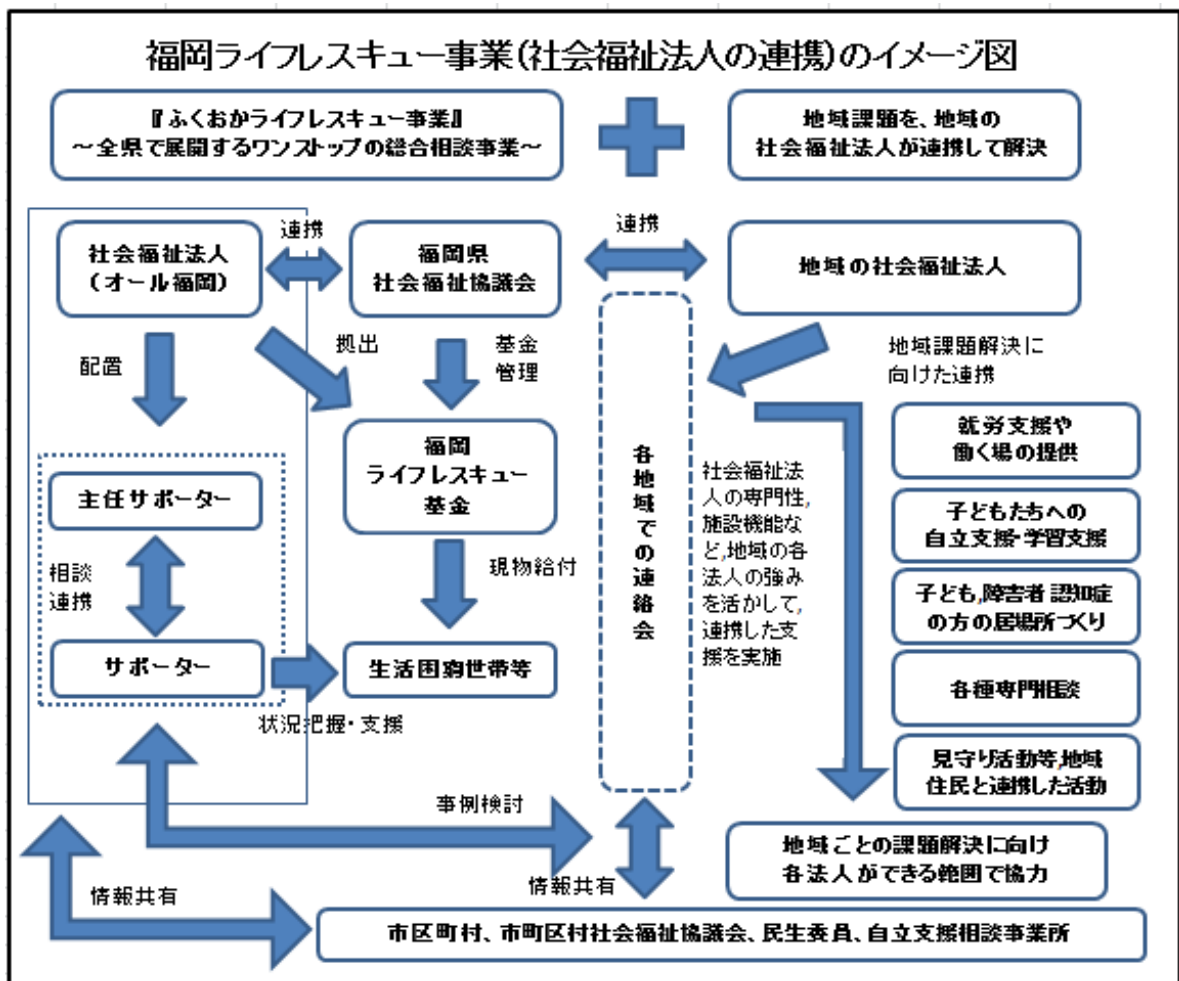 福岡ライフレスキュー事業(社会福祉法人の連携)のイメージ図
『ふくおかライフレスキュー事業』
～全県で展開するワンストップの総合相談事業～
地域課題を、地域の
社会福祉法人が連携して解決
社会福祉法人
(オール福岡)
連携
福岡県
社会福祉協議会
連携
地域の社会福祉法人
配置
拠出
基金
管理
地域課題解決に
向けた連携
福岡
ライフレスキュー
基金
主任サポーター
相談
連携
サポーター
現物給付
生活困窮世帯等
状況把握・支援
各地域での連絡会
社会福祉法
人の専門性,
施設機能な
ど,地域の各
法人の強み
を活かして,
連携した支
援を実施
就労支援や
働く場の提供
子どもたちへの
自立支援・学習支援
子ども,障害者 認知症
の方の居場所づくり
各種専門相談
見守り活動等,地域
住民と連携した活動
事例検討
地域ごとの課題解決に向け
各法人ができる範囲で協力
情報共有
情報共有
市区町村、市町区村社会福祉協議会、民生委員、自立支援相談事業所